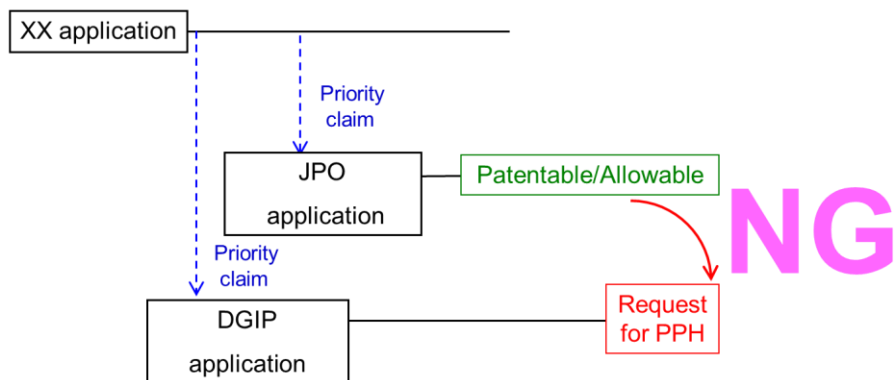 XX application
Priority
claim
JPO
application
Patentable/Allowable
NG
Priority
claim
DGIP
application
Request
for PPH